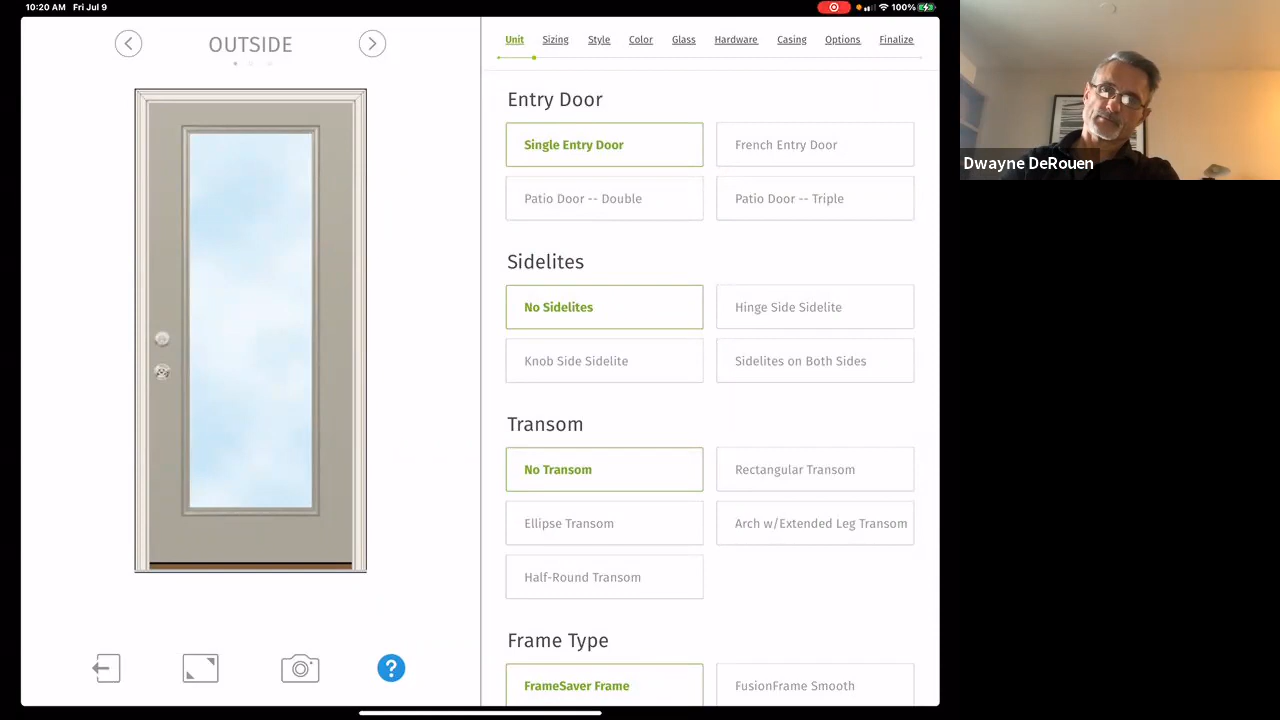 10:20 AM Fri Jul 9
100%
OUTSIDE
Unit Sizing Style Color Glass Hardware Casing Options Finalize
Entry Door
Single Entry Door
French Entry Door
Patio Door -- Double
Patio Door -- Triple
Sidelites
No Sidelites
Hinge Side Sidelite
Knob Side Sidelite
Sidelites on Both Sides
Transom
No Transom
Rectangular Transom
Ellipse Transom
Arch w/Extended Leg Transom
Half-Round Transom
Frame Type
FrameSaver Frame
FusionFrame Smooth
?
Dwayne DeRouen